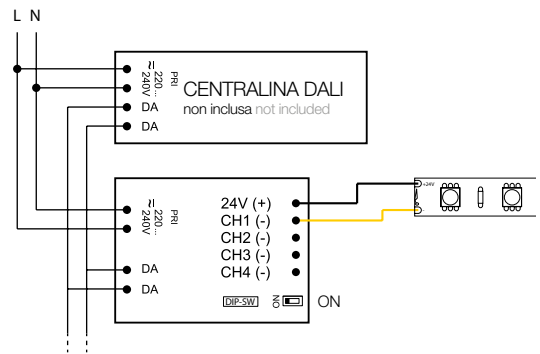 L N
≂ 220...
240V
PRI
CENTRALINA DALI
non inclusa not included
DA
DA
≂ 220...
240V
PRI
24V (+)
CH1 (-)
CH2 (-)
CH3 (-)
CH4 (-)
DA
DA
DIP-SW
ON
ON
+24V